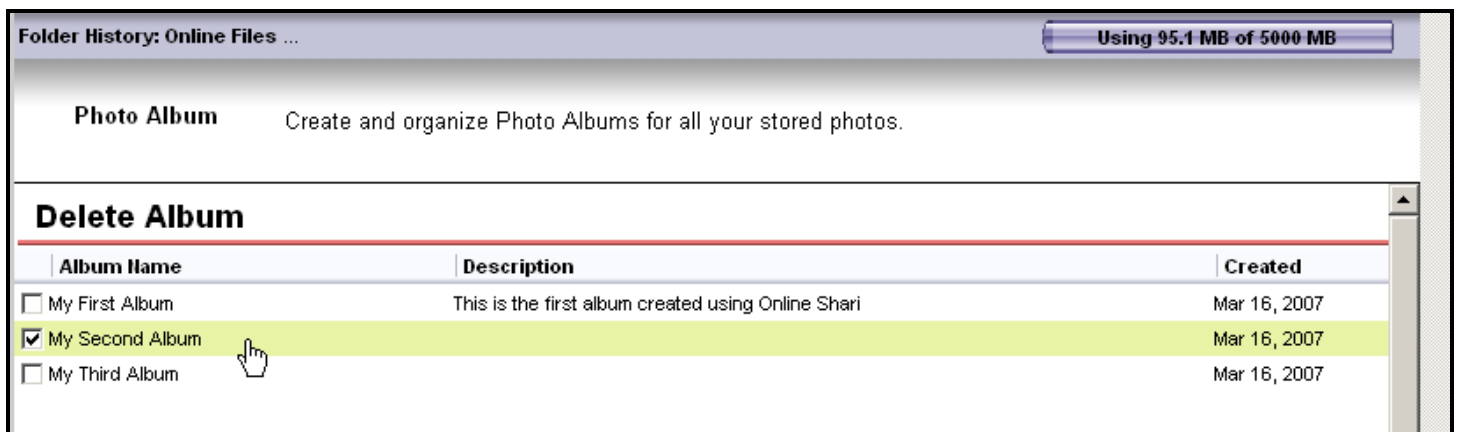 Folder History: Online Files ... Using 95.1 MB of 5000 MB
Photo Album Create and organize Photo Albums for all your stored photos.
Delete Album
Album Name Description Created
My First Album This is the first album created using Online Shari Mar 16, 2007
My Second Album Mar 16, 2007
My Third Album Mar 16, 2007